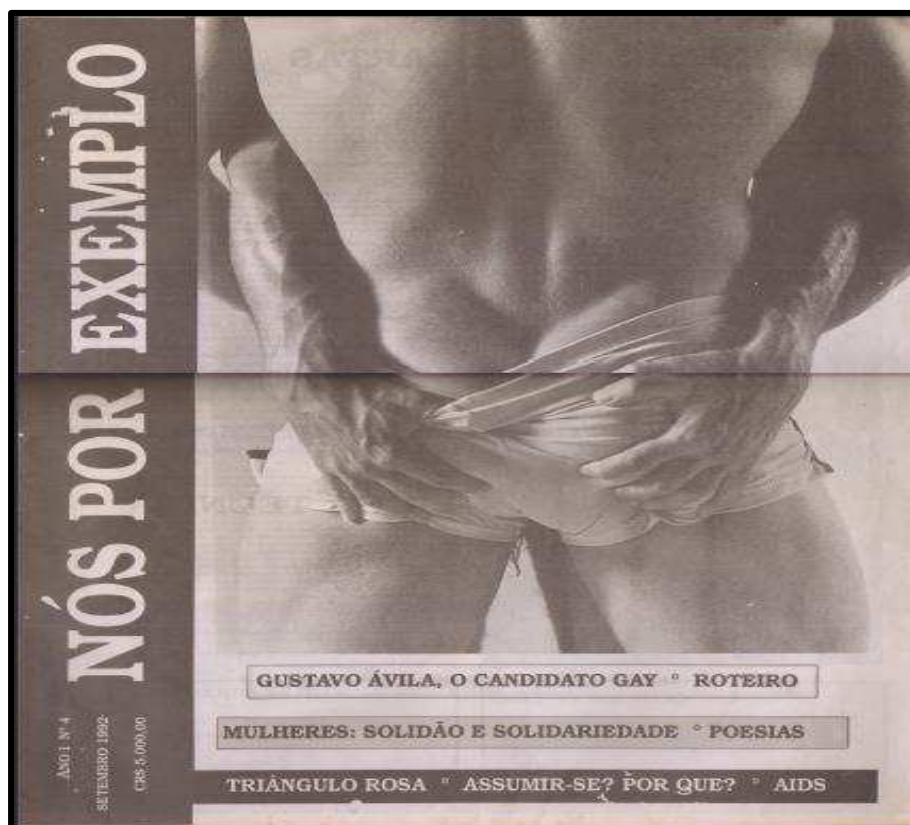 NÓS POR EXEMPLO
ANO 1 Nº 4
SETEMBRO 1992
CR$ 5.000,00
GUSTAVO ÁVILA, O CANDIDATO GAY ° ROTEIRO
MULHERES: SOLIDÃO E SOLIDARIEDADE ° POESIAS
TRIÂNGULO ROSA ° ASSUMIR-SE? POR QUE? ° AIDS